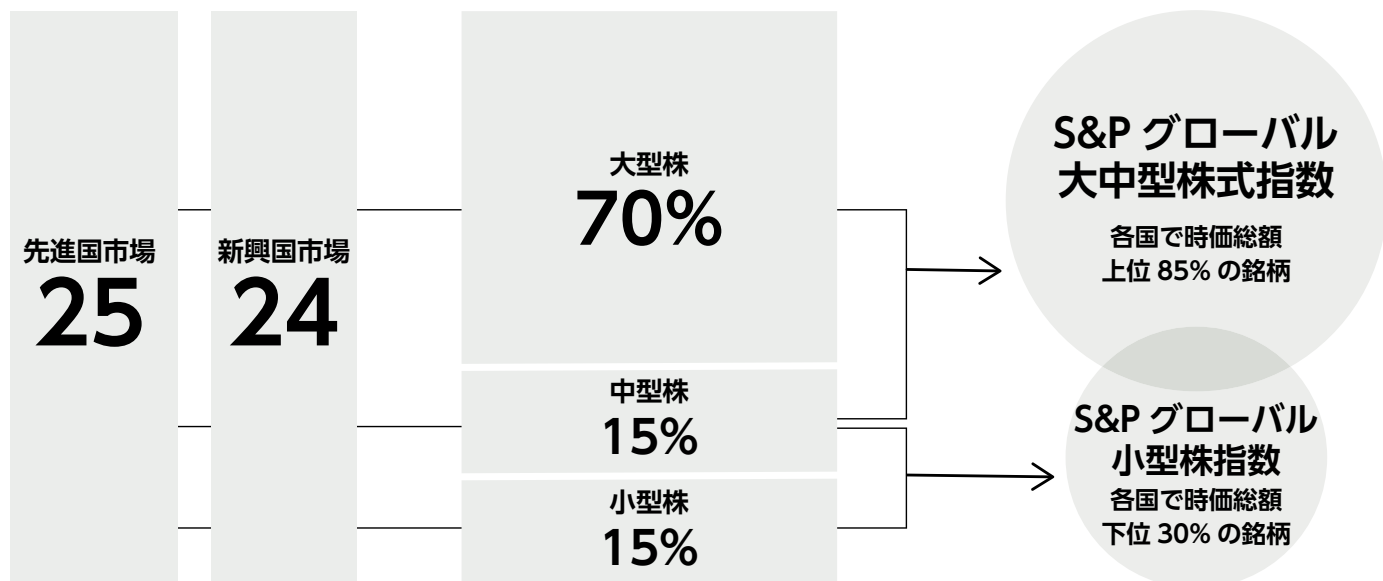 先進国市場
25
新興国市場
24
大型株
70%
中型株
15%
小型株
15%
S&P グローバル
大中型株式指数
各国で時価総額
上位 85% の銘柄
S&P グローバル
小型株指数
各国で時価総額
下位 30% の銘柄